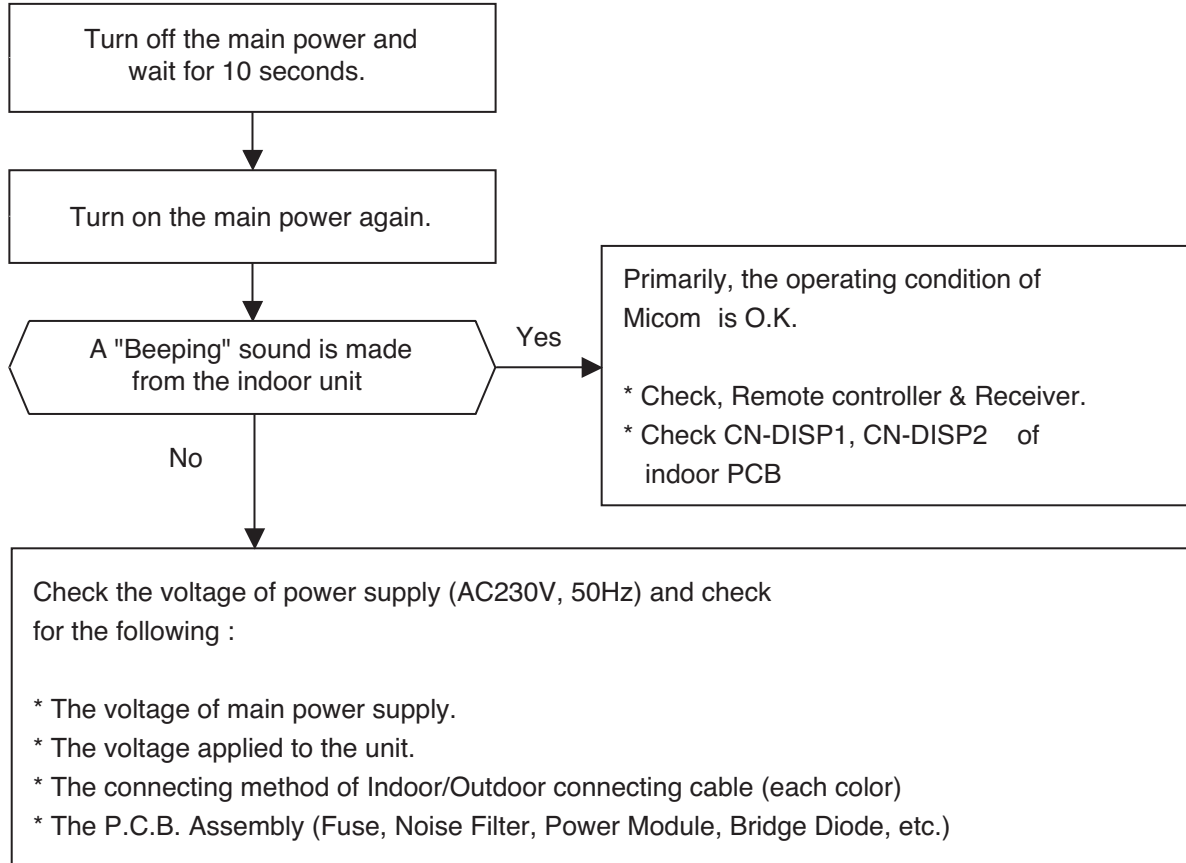 Turn off the main power and
wait for 10 seconds.
Turn on the main power again.
A "Beeping" sound is made
from the indoor unit
Yes
Primarily, the operating condition of
Micom is O.K.
* Check, Remote controller & Receiver.
* Check CN-DISP1, CN-DISP2 of
indoor PCB
No
Check the voltage of power supply (AC230V, 50Hz) and check
for the following :
* The voltage of main power supply.
* The voltage applied to the unit.
* The connecting method of Indoor/Outdoor connecting cable (each color)
* The P.C.B. Assembly (Fuse, Noise Filter, Power Module, Bridge Diode, etc.)